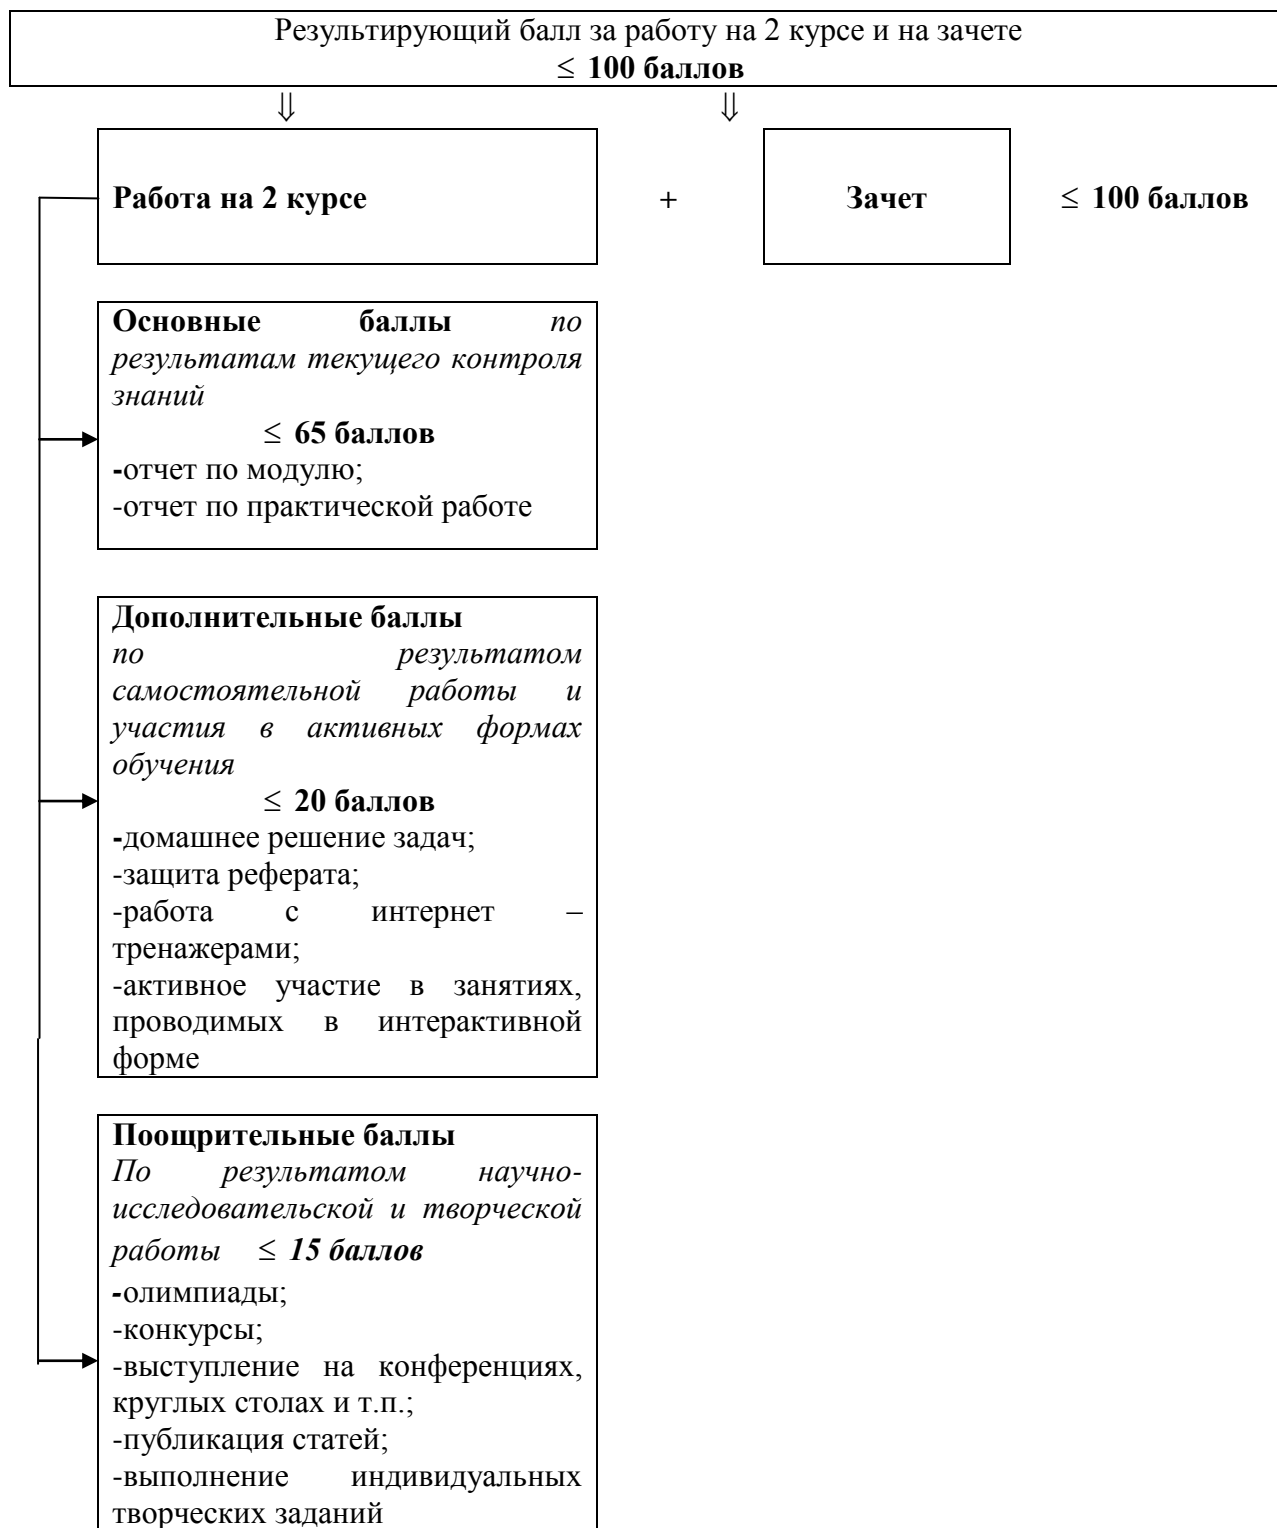 Результирующий балл за работу на 2 курсе и на зачете
≤ 100 баллов
⇓ ⇓
Работа на 2 курсе + Зачет ≤ 100 баллов
Основные баллы по
результатам текущего контроля
знаний
≤ 65 баллов
-отчет по модулю;
-отчет по практической работе
Дополнительные баллы
по результатом
самостоятельной работы и
участия в активных формах
обучения
≤ 20 баллов
-домашнее решение задач;
-защита реферата;
-работа с интернет –
тренажерами;
-активное участие в занятиях,
проводимых в интерактивной
форме
Поощрительные баллы
По результатом научно-
исследовательской и творческой
работы ≤ 15 баллов
-олимпиады;
-конкурсы;
-выступление на конференциях,
круглых столах и т.п.;
-публикация статей;
-выполнение индивидуальных
творческих заданий